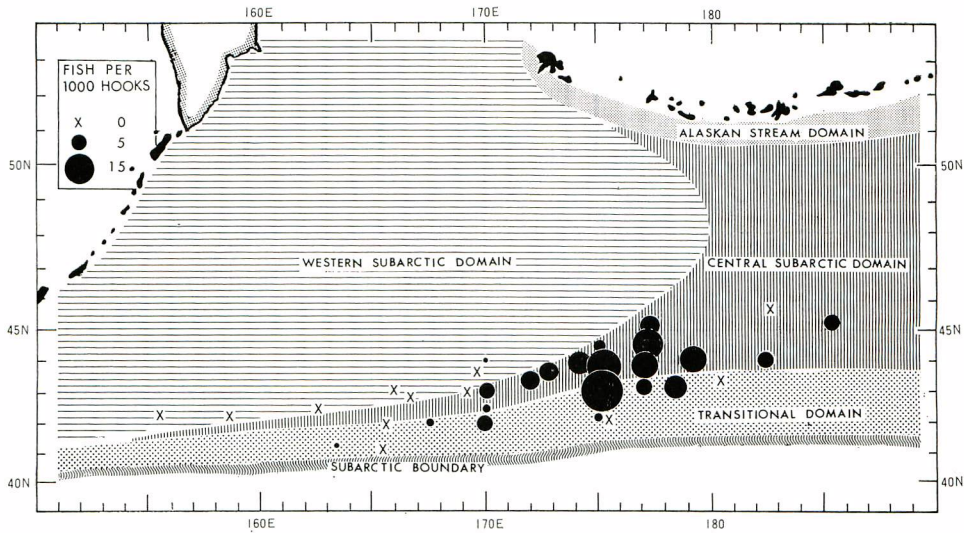 160E 170E 180
FISH PER
1000 HOOKS
X 0
5
15
ALASKAN STREAM DOMAIN
50N 50N
WESTERN SUBARCTIC DOMAIN CENTRAL SUBARCTIC DOMAIN
X
45N 45N
X
X
X X X
X
X
X X
X
X
TRANSITIONAL DOMAIN
X
SUBARCTIC BOUNDARY
40N 40N
160E 170E 180